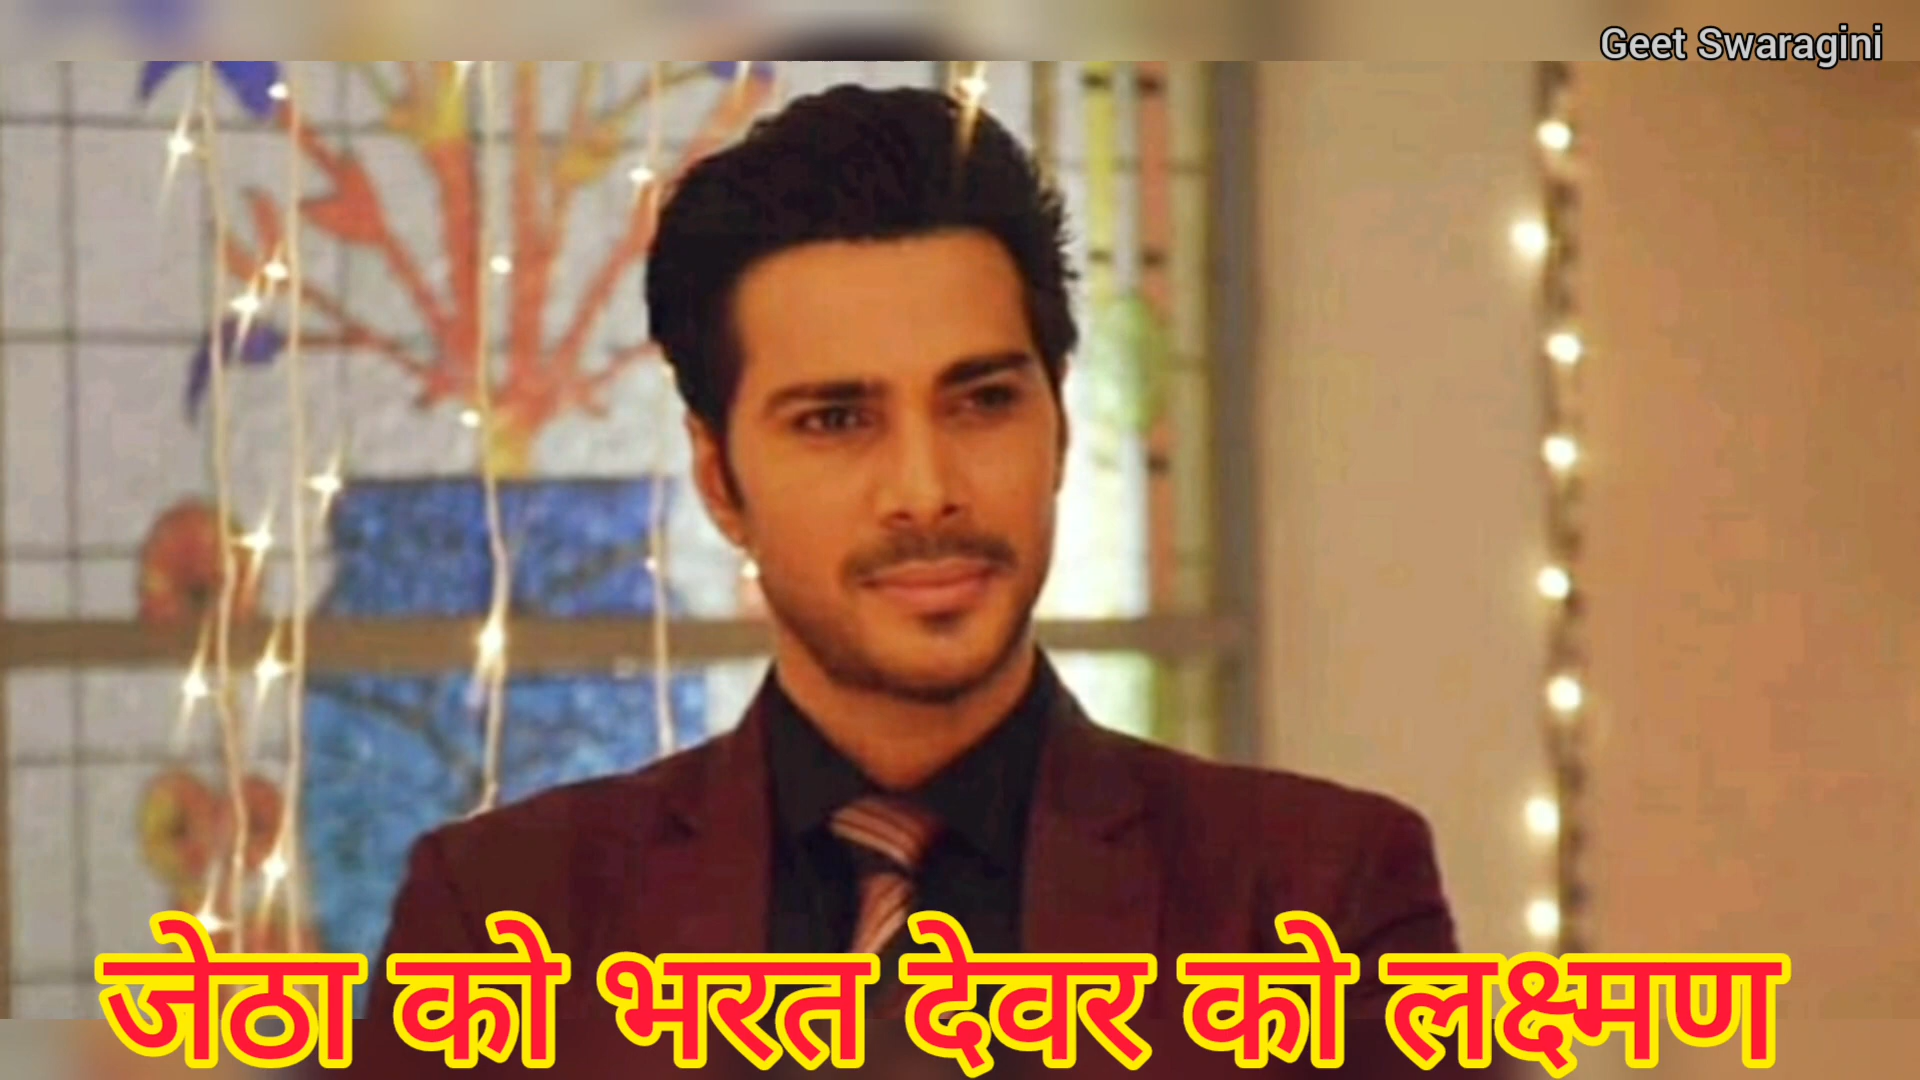 Geet Swaragini
जेठा को भरत देवर को लक्ष्मण